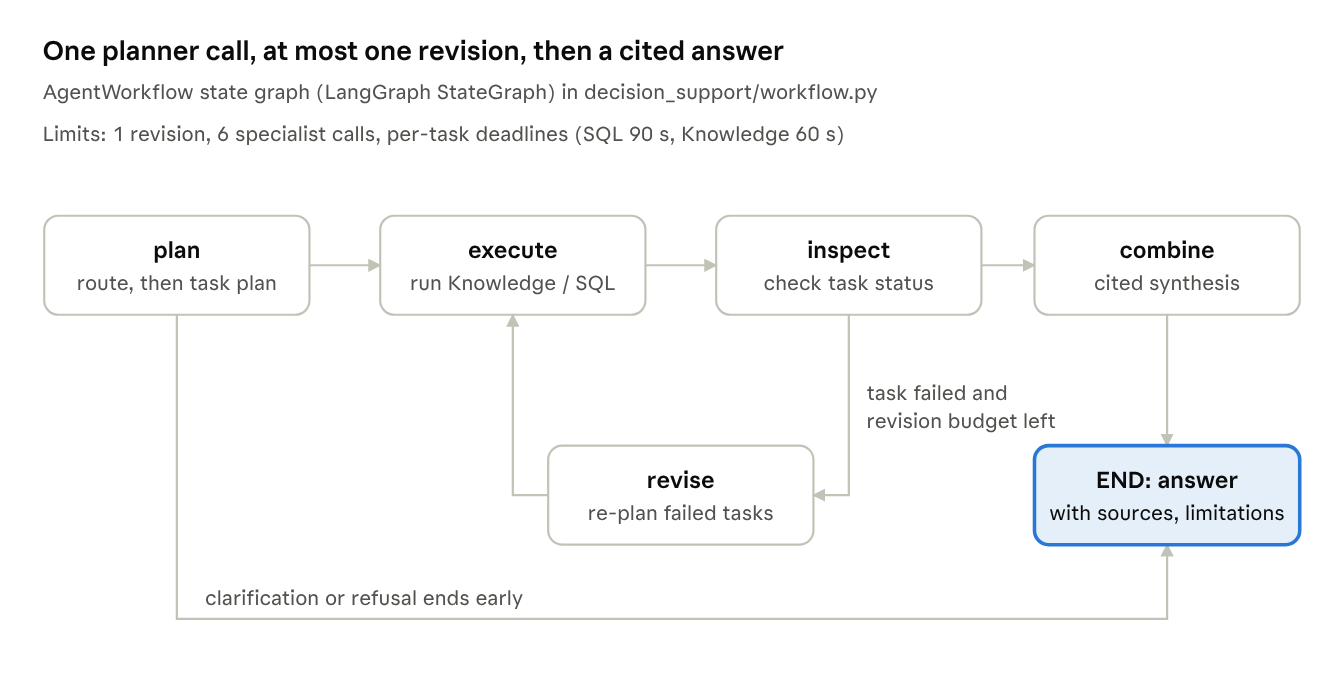 One planner call, at most one revision, then a cited answer
AgentWorkflow state graph (LangGraph StateGraph) in decision_support/workflow.py
Limits: 1 revision, 6 specialist calls, per-task deadlines (SQL 90 s, Knowledge 60 s)
plan
route, then task plan
execute
run Knowledge / SQL
inspect
check task status
combine
cited synthesis
task failed and
revision budget left
revise
re-plan failed tasks
END: answer
with sources, limitations
clarification or refusal ends early